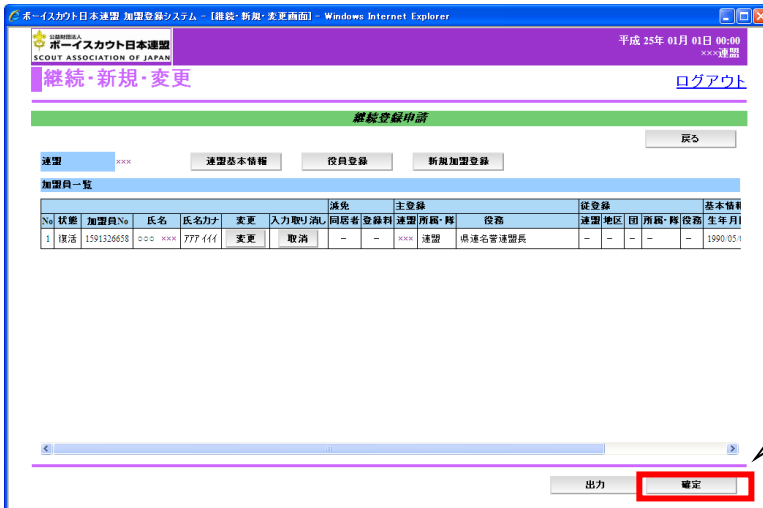 ボーイスカウト日本連盟 加盟登録システム - [継続・新規・変更画面] - Windows Internet Explorer
公益財団法人
ボーイスカウト日本連盟
SCOUT ASSOCIATION OF JAPAN
平成 25年 01月 01日 00:00
×××連盟
継続・新規・変更
ログアウト
継続登録申請
戻る
連盟 ××× 連盟基本情報 役員登録 新規加盟登録
加盟員一覧
減免 主登録 従登録 基本情報
No 状態 加盟員No 氏名 氏名カナ 変更 入力取り消し 同居者 登録料 連盟 所属・隊 役務 連盟 地区 団 所属・隊 役務 生年月
1 復活 1591326658 ○○○ ××× アアア イイイ 変更 取消 - - ××× 連盟 県連名誉連盟長 - - - - - 1990/05/
出力 確定